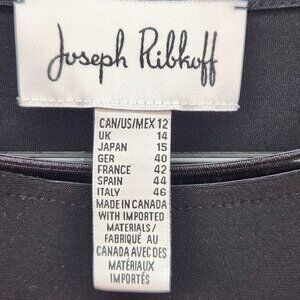 Joseph Ribkoff
CAN/US/MEX 12
UK 14
JAPAN 15
GER 40
FRANCE 42
SPAIN 44
ITALY 46
MADE IN CANADA
WITH IMPORTED
MATERIALS/
FABRIQUÉ AU
CANADA AVEC DES
MATÉRIAUX
IMPORTÉS